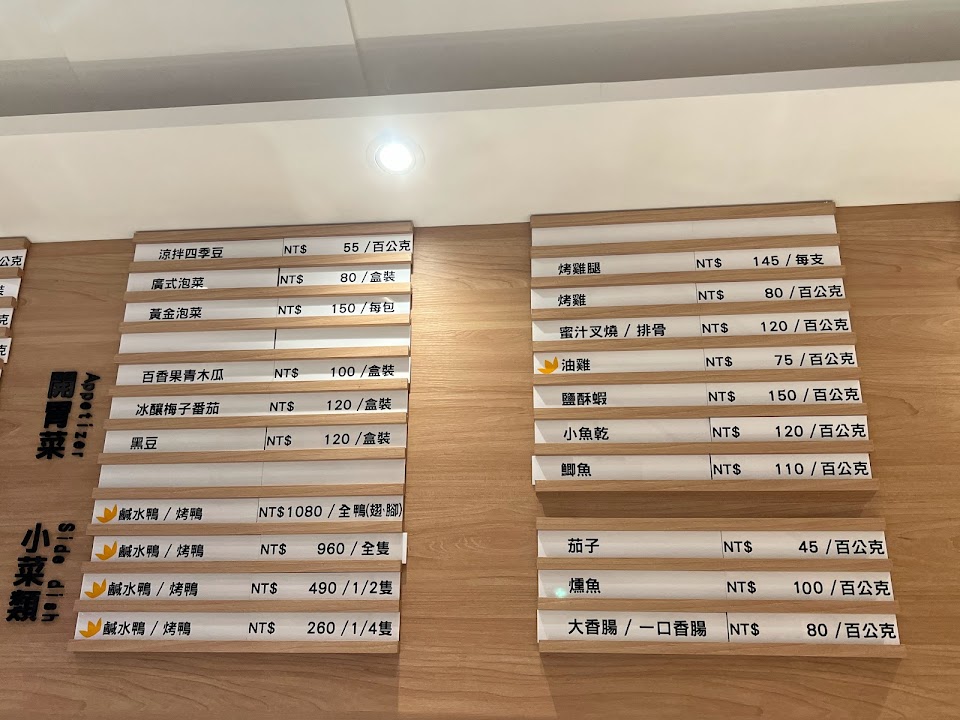 公克
裝
克
克
開胃菜
Appetizer
小菜類
Side dish
涼拌四季豆 NT$ 55 /百公克
廣式泡菜 NT$ 80 /盒裝
黃金泡菜 NT$ 150 /每包
百香果青木瓜 NT$ 100 /盒裝
冰釀梅子番茄 NT$ 120 /盒裝
黑豆 NT$ 120 /盒裝
鹹水鴨 / 烤鴨 NT$1080 / 全鴨(翅·腳)
鹹水鴨 / 烤鴨 NT$ 960 /全隻
鹹水鴨 / 烤鴨 NT$ 490 /1/2隻
鹹水鴨 / 烤鴨 NT$ 260 /1/4隻
烤雞腿 NT$ 145 /每支
烤雞 NT$ 80 /百公克
蜜汁叉燒 / 排骨 NT$ 120 /百公克
油雞 NT$ 75 /百公克
鹽酥蝦 NT$ 150 /百公克
小魚乾 NT$ 120 /百公克
鯽魚 NT$ 110 /百公克
茄子 NT$ 45 /百公克
燻魚 NT$ 100 /百公克
大香腸 / 一口香腸 NT$ 80 /百公克